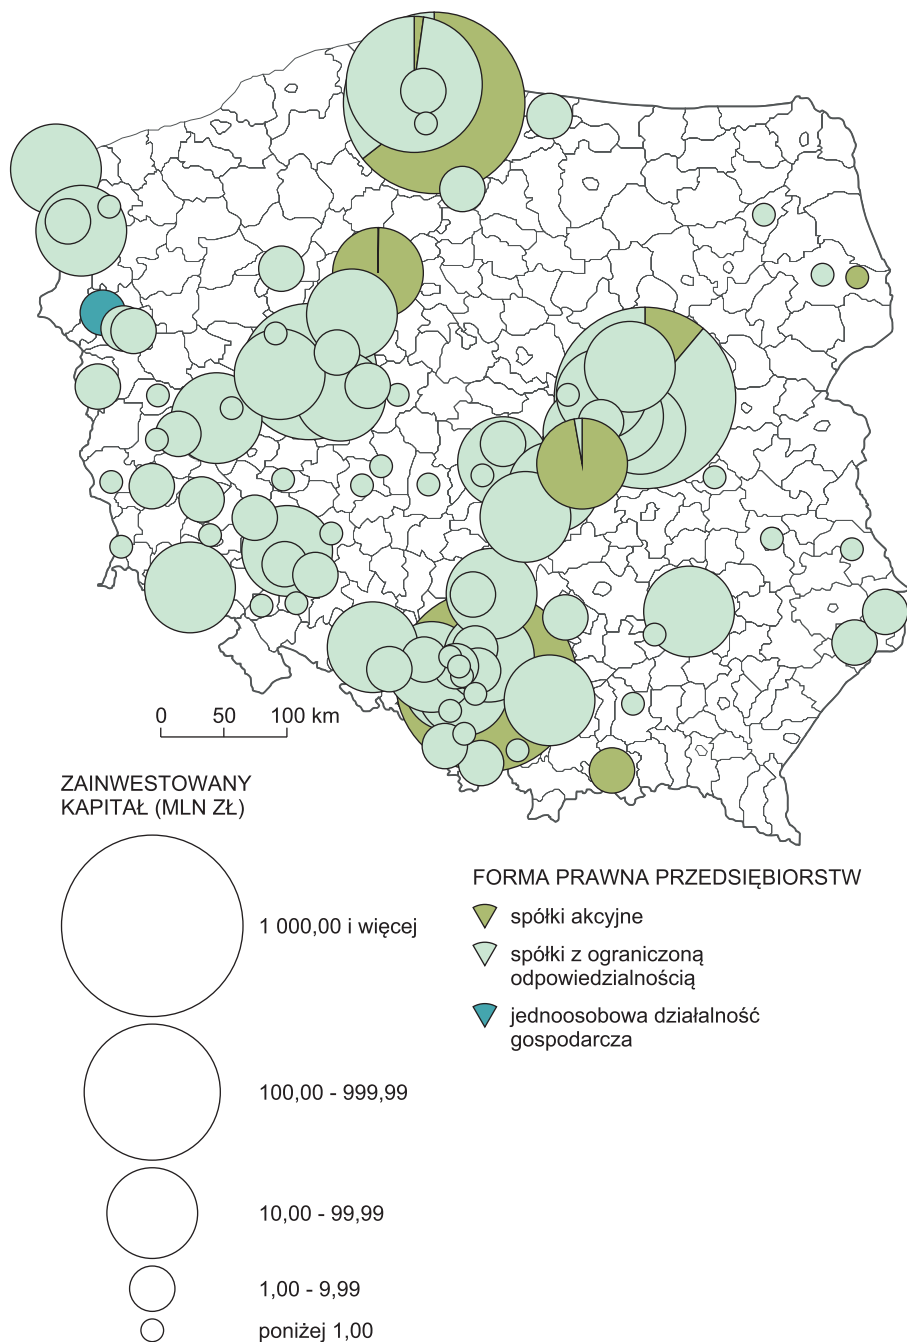 0 50 100 km
ZAINWESTOWANY
KAPITAŁ (MLN ZŁ)
1 000,00 i więcej
100,00 - 999,99
10,00 - 99,99
1,00 - 9,99
poniżej 1,00
FORMA PRAWNA PRZEDSIĘBIORSTW
spółki akcyjne
spółki z ograniczoną
odpowiedzialnością
jednoosobowa działalność
gospodarcza